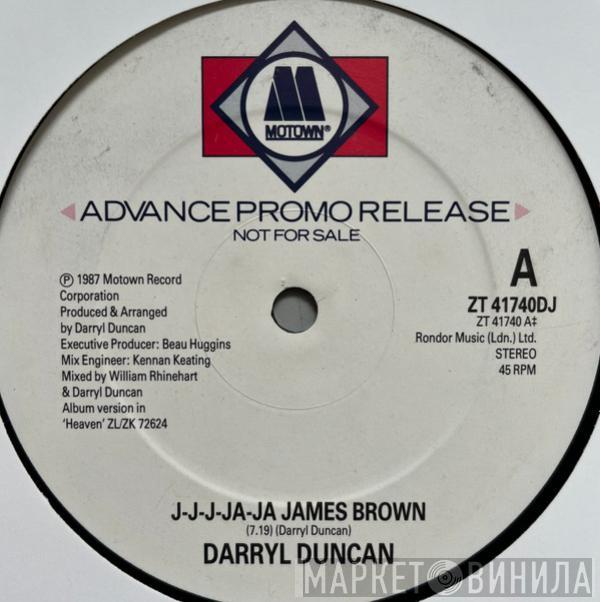 M
MOTOWN®
ADVANCE PROMO RELEASE
NOT FOR SALE
A
ZT 41740DJ
ZT 41740 A‡
Rondor Music (Ldn.) Ltd.
STEREO
45 RPM
℗ 1987 Motown Record
Corporation
Produced & Arranged
by Darryl Duncan
Executive Producer: Beau Huggins
Mix Engineer: Kennan Keating
Mixed by William Rhinehart
& Darryl Duncan
Album version in
‘Heaven’ ZL/ZK 72624
J-J-J-JA-JA JAMES BROWN
(7.19) (Darryl Duncan)
DARRYL DUNCAN
МАРКЕТ ВИНИЛА